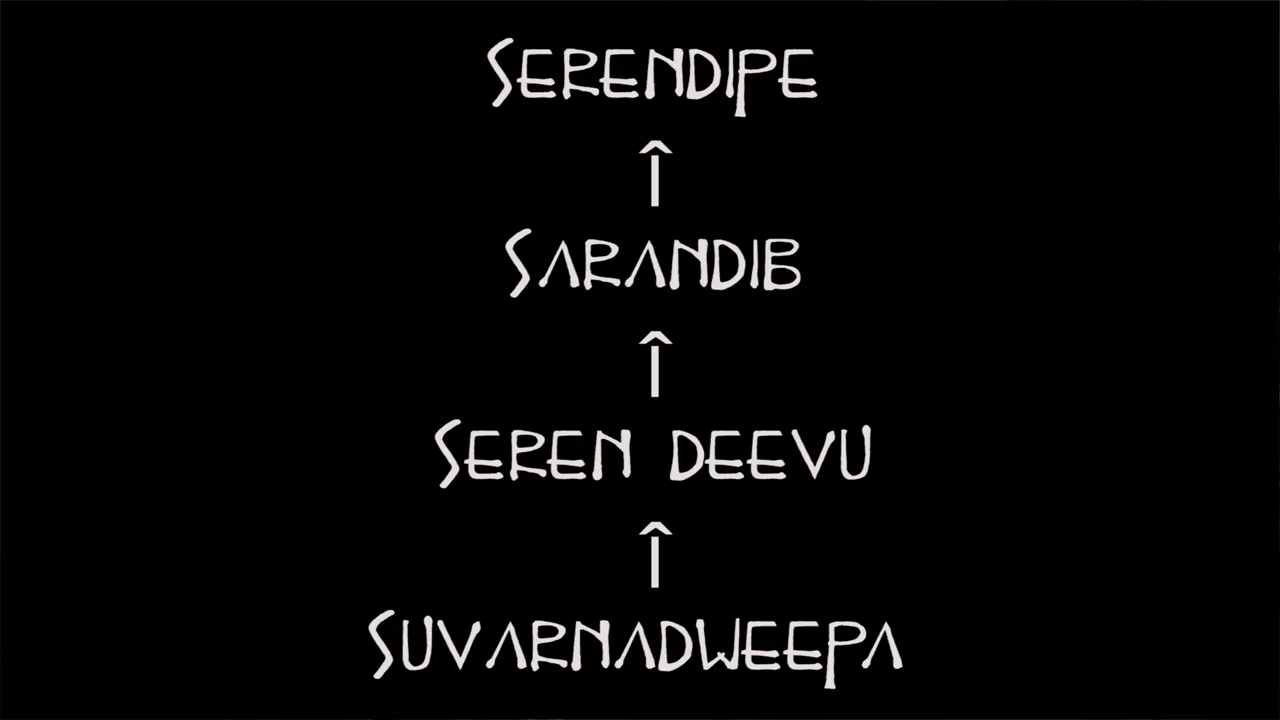 Serendipe
↑
Sarandib
↑
Seren deevu
↑
Suvarnadweepa